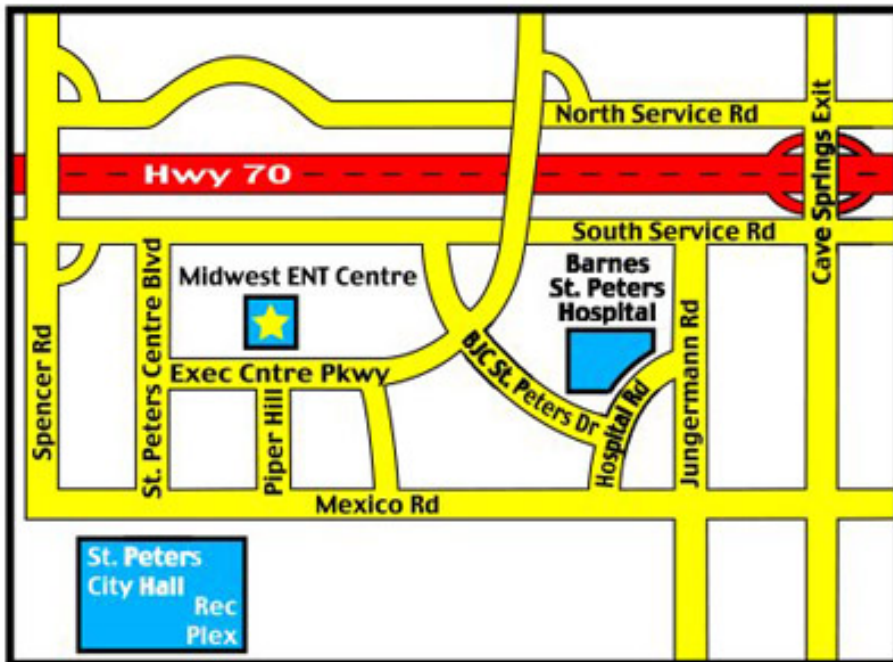 North Service Rd
Hwy 70
Cave Springs Exit
South Service Rd
Midwest ENT Centre
Barnes
St. Peters
Hospital
Spencer Rd
St. Peters Centre Blvd
Exec Cntre Pkwy
Piper Hill
BJC St. Peters Dr
Hospital Rd
Jungermann Rd
Mexico Rd
St. Peters
City Hall
Rec
Plex